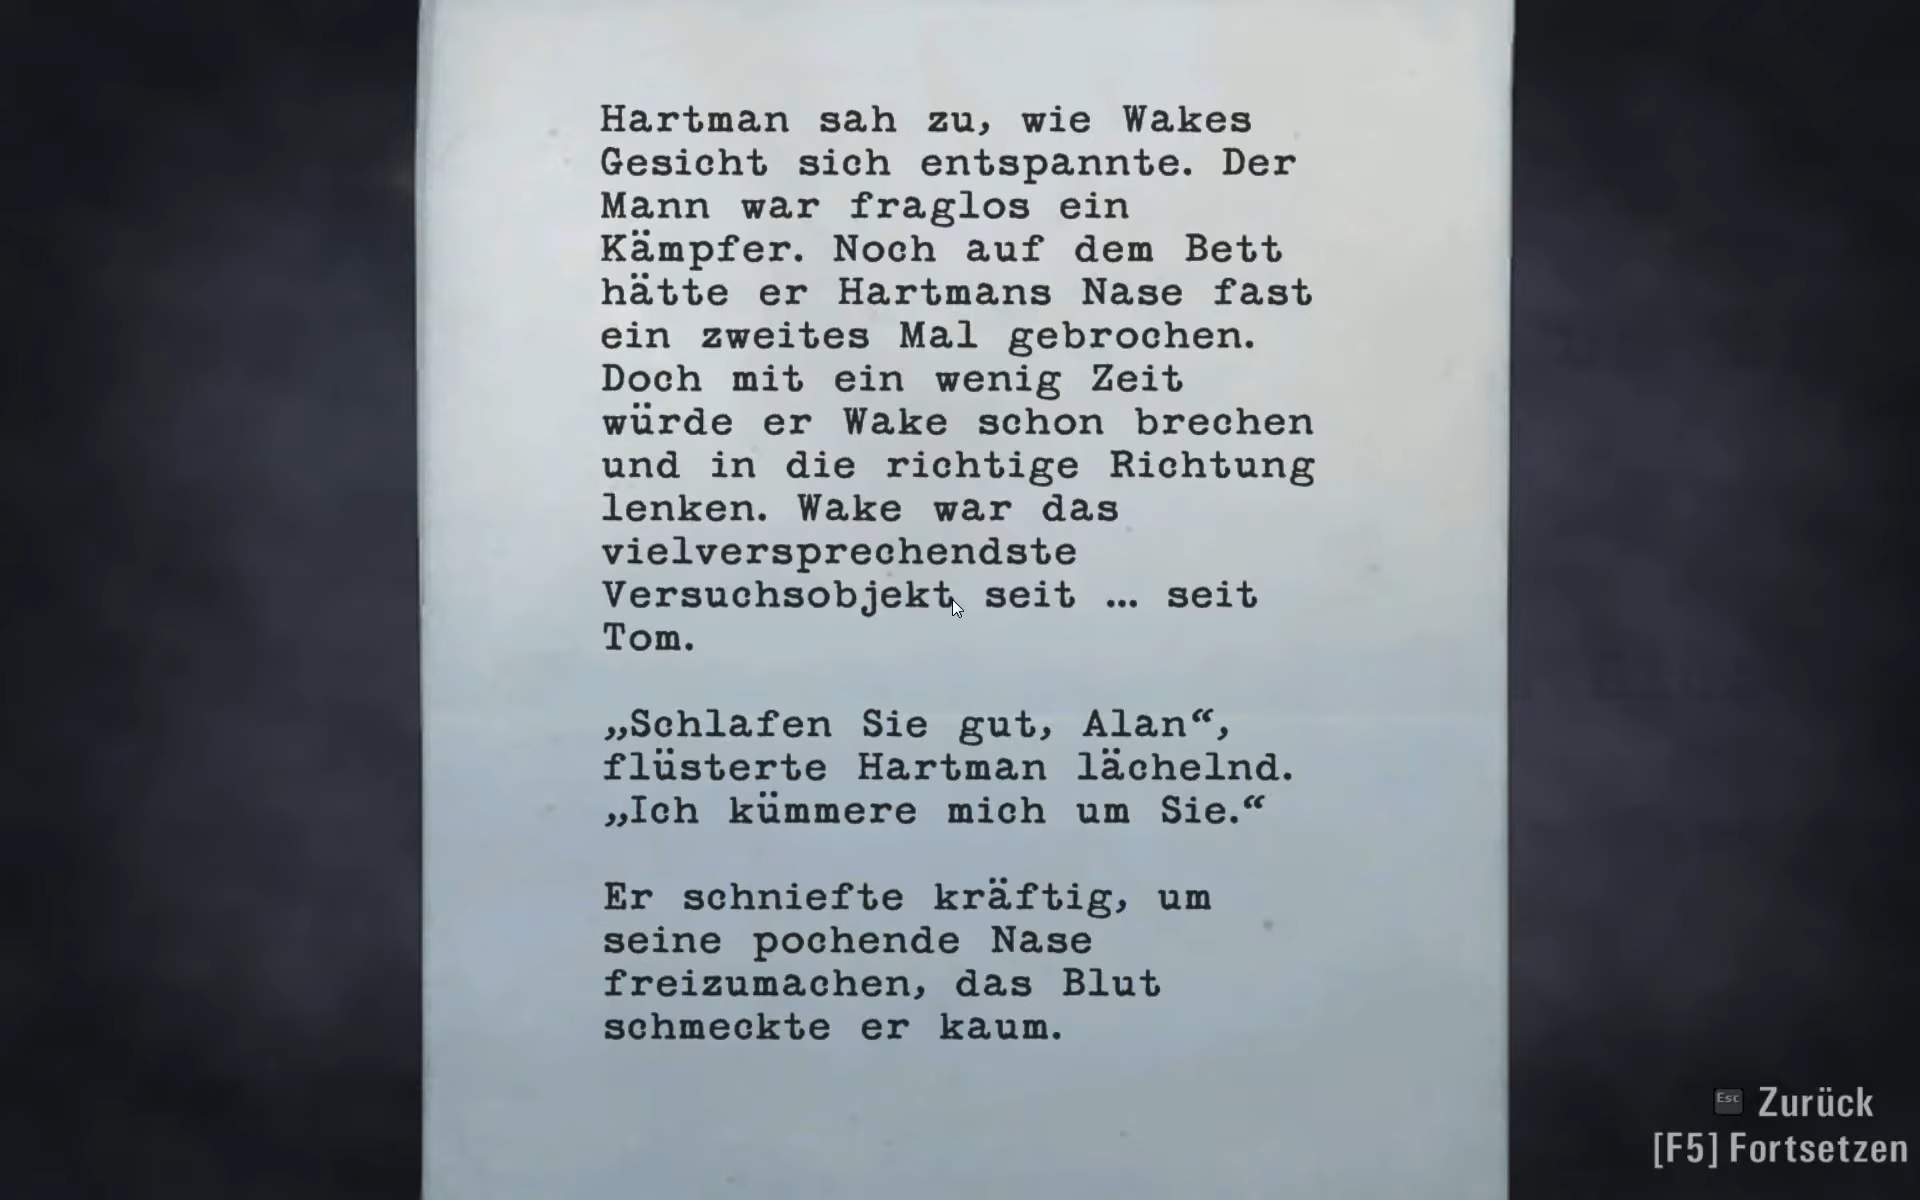 Hartman sah zu, wie Wakes
Gesicht sich entspannte. Der
Mann war fraglos ein
Kämpfer. Noch auf dem Bett
hätte er Hartmans Nase fast
ein zweites Mal gebrochen.
Doch mit ein wenig Zeit
würde er Wake schon brechen
und in die richtige Richtung
lenken. Wake war das
vielversprechendste
Versuchsobjekt seit … seit
Tom.
„Schlafen Sie gut, Alan“,
flüsterte Hartman lächelnd.
„Ich kümmere mich um Sie.“
Er schniefte kräftig, um
seine pochende Nase
freizumachen, das Blut
schmeckte er kaum.
Esc Zurück
[F5] Fortsetzen